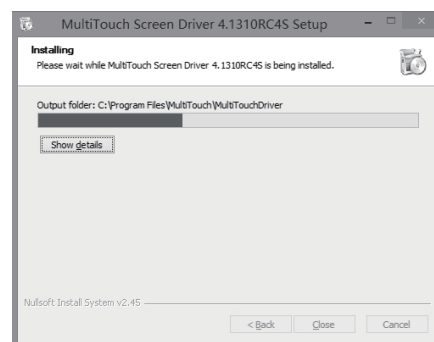 MultiTouch Screen Driver 4.1310RC4S Setup
Installing
Please wait while MultiTouch Screen Driver 4.1310RC4S is being installed.
Output folder: C:\Program Files\MultiTouch\MultiTouchDriver
Show details
Nullsoft Install System v2.45
< Back Close Cancel